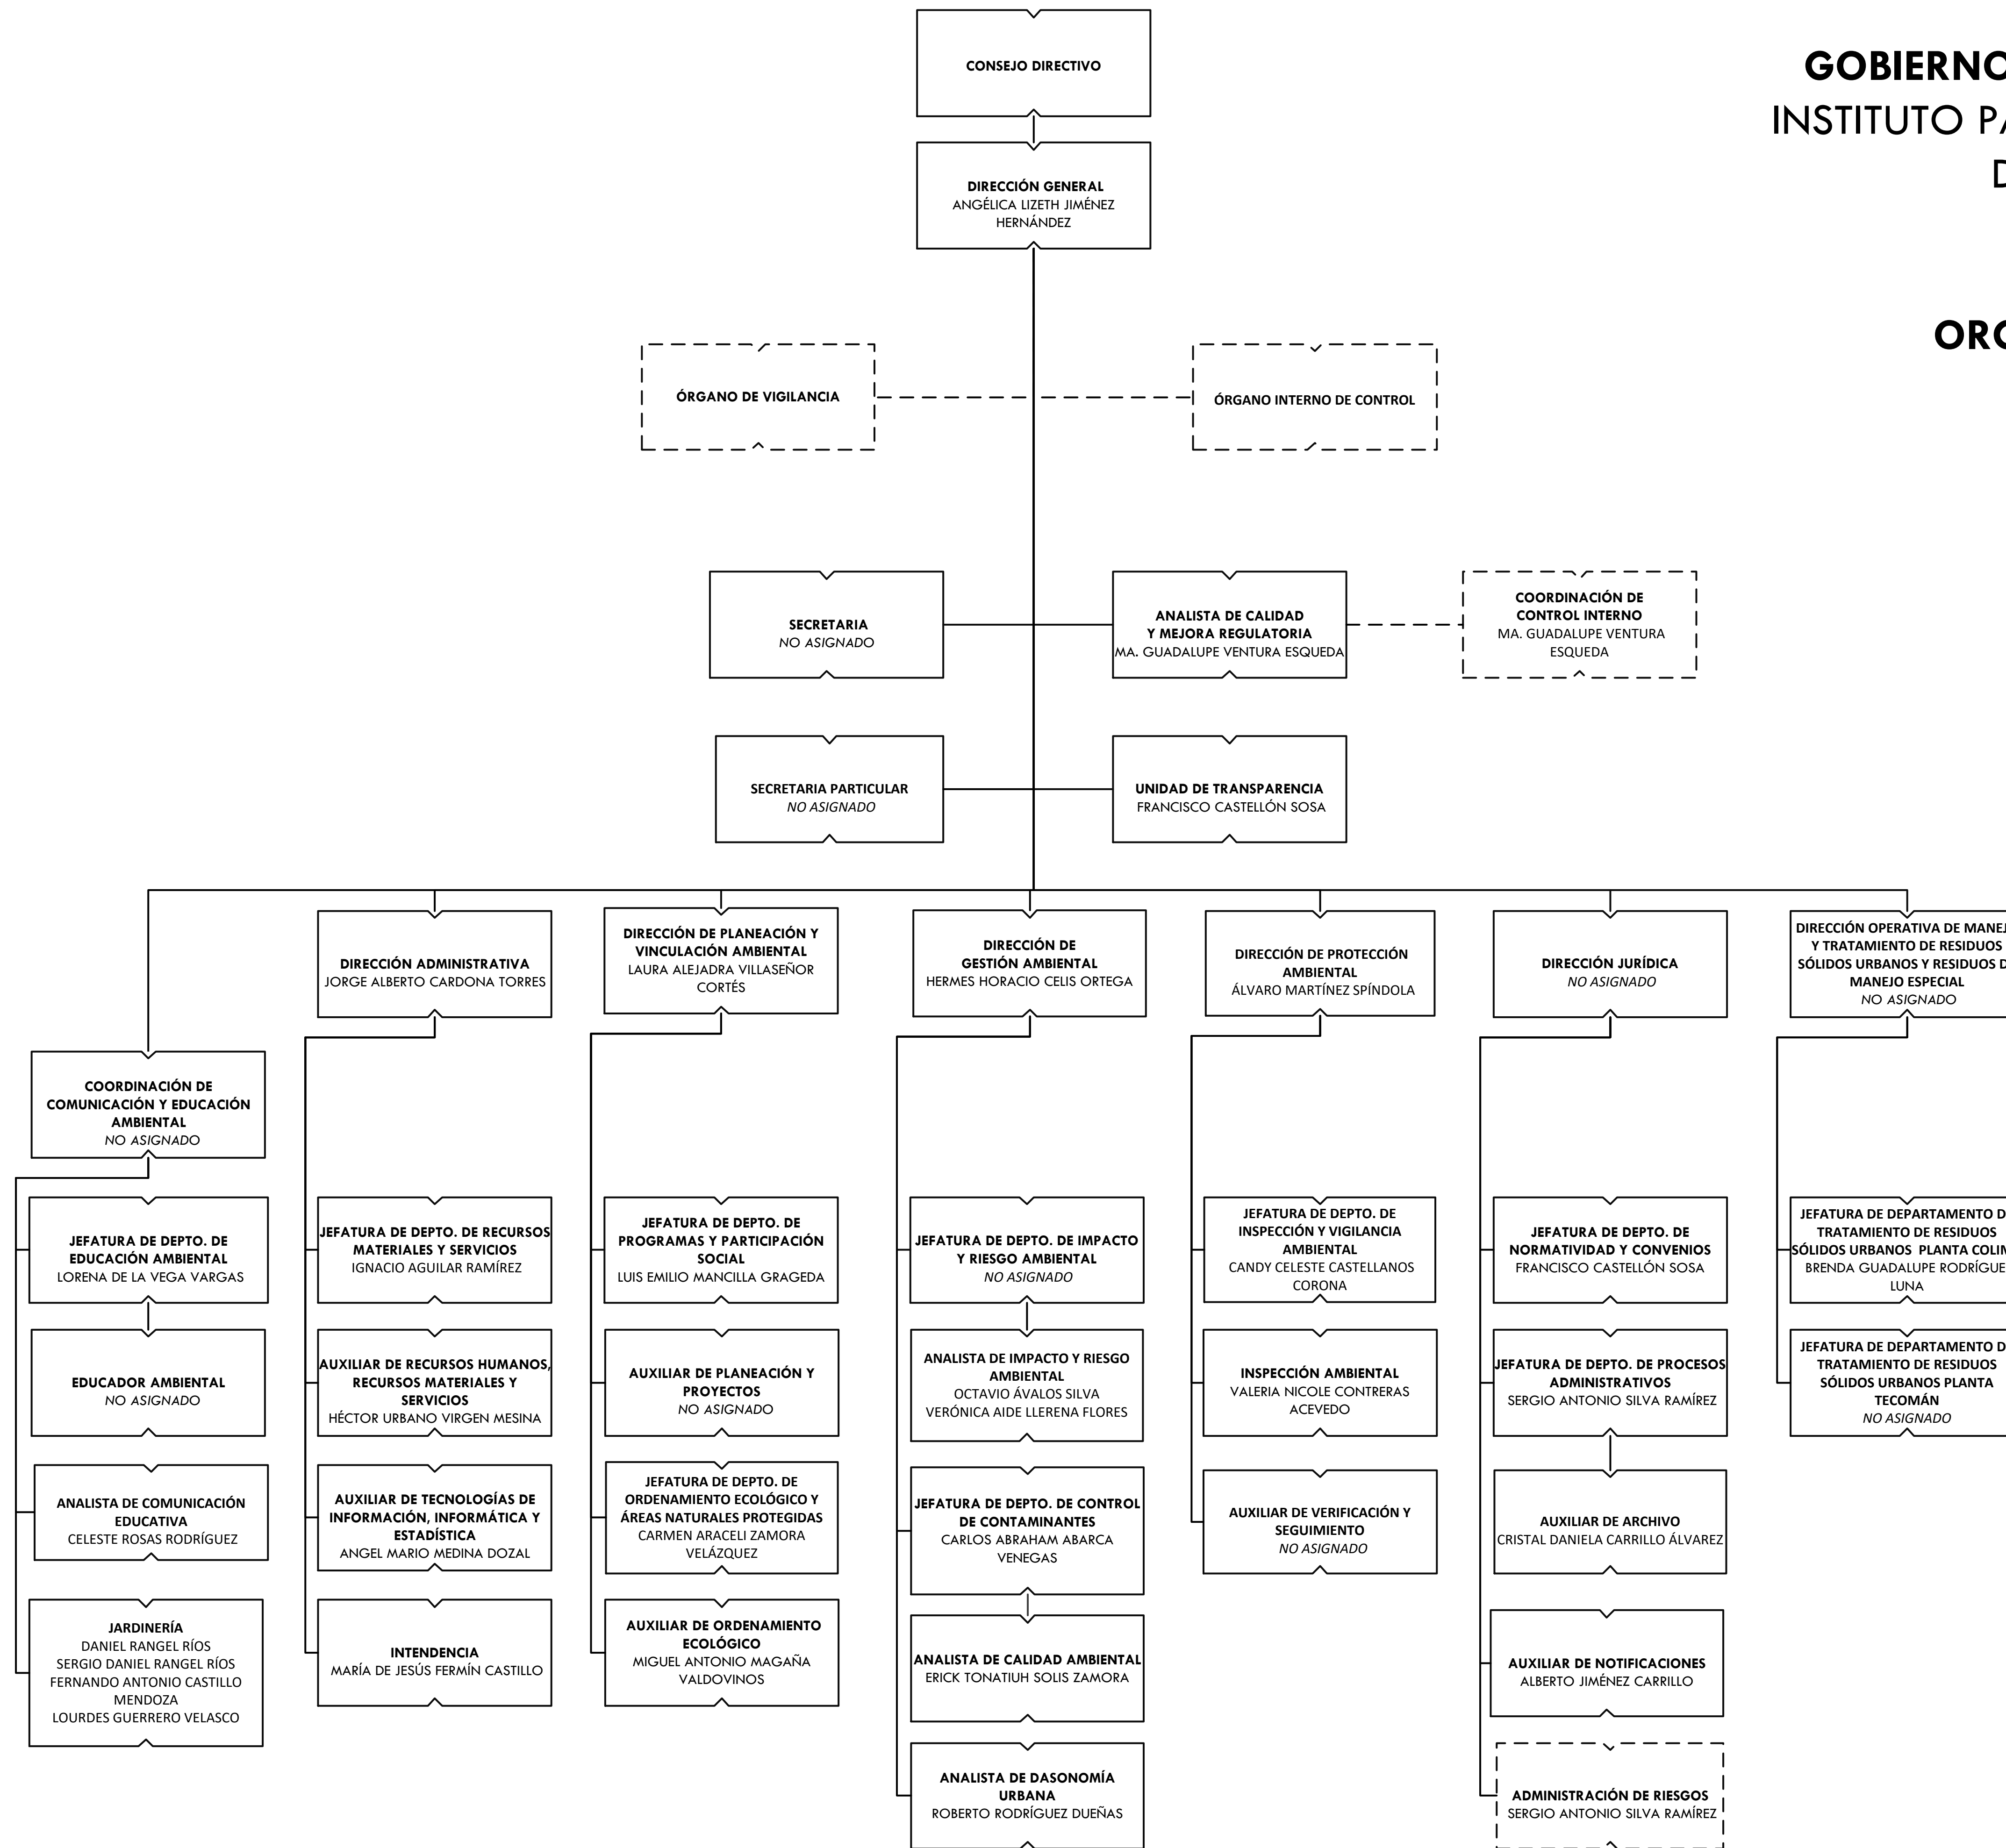 CONSEJO DIRECTIVO
GOBIERNO
INSTITUTO
DIRECCIÓN GENERAL
ANGÉLICA LIZETH JIMÉNEZ
HERNÁNDEZ
ÓRGANO DE VIGILANCIA
ÓRGANO INTERNO DE CONTROL
SECRETARIA
NO ASIGNADO
ANALISTA DE CALIDAD
Y MEJORA REGULATORIA
MA. GUADALUPE VENTURA ESQUEDA
COORDINACIÓN DE
CONTROL INTERNO
MA. GUADALUPE VENTURA
ESQUEDA
SECRETARIA PARTICULAR
NO ASIGNADO
UNIDAD DE TRANSPARENCIA
FRANCISCO CASTELLÓN SOSA
COORDINACIÓN DE
COMUNICACIÓN Y EDUCACIÓN
AMBIENTAL
NO ASIGNADO
JEFATURA DE DEPTO. DE
EDUCACIÓN AMBIENTAL
LORENA DE LA VEGA VARGAS
EDUCADOR AMBIENTAL
NO ASIGNADO
ANALISTA DE COMUNICACIÓN
EDUCATIVA
CELESTE ROSAS RODRÍGUEZ
JARDINERÍA
DANIEL RANGEL RÍOS
SERGIO DANIEL RANGEL RÍOS
FERNANDO ANTONIO CASTILLO
MENDOZA
LOURDES GUERRERO VELASCO
DIRECCIÓN ADMINISTRATIVA
JORGE ALBERTO CARDONA TORRES
JEFATURA DE DEPTO. DE RECURSOS
MATERIALES Y SERVICIOS
IGNACIO AGUILAR RAMÍREZ
AUXILIAR DE RECURSOS HUMANOS,
RECURSOS MATERIALES Y
SERVICIOS
HÉCTOR URBANO VIRGEN MESINA
AUXILIAR DE TECNOLOGÍAS DE
INFORMACIÓN, INFORMÁTICA Y
ESTADÍSTICA
ANGEL MARIO MEDINA DOZAL
INTENDENCIA
MARÍA DE JESÚS FERMÍN CASTILLO
DIRECCIÓN DE PLANEACIÓN Y
VINCULACIÓN AMBIENTAL
LAURA ALEJADRA VILLASEÑOR
CORTÉS
JEFATURA DE DEPTO. DE
PROGRAMAS Y PARTICIPACIÓN
SOCIAL
LUIS EMILIO MANCILLA GRAGEDA
AUXILIAR DE PLANEACIÓN Y
PROYECTOS
NO ASIGNADO
JEFATURA DE DEPTO. DE
ORDENAMIENTO ECOLÓGICO Y
ÁREAS NATURALES PROTEGIDAS
CARMEN ARACELI ZAMORA
VELÁZQUEZ
AUXILIAR DE ORDENAMIENTO
ECOLÓGICO
MIGUEL ANTONIO MAGAÑA
VALDOVINOS
DIRECCIÓN DE
GESTIÓN AMBIENTAL
HERMES HORACIO CELIS ORTEGA
JEFATURA DE DEPTO. DE IMPACTO
Y RIESGO AMBIENTAL
NO ASIGNADO
ANALISTA DE IMPACTO Y RIESGO
AMBIENTAL
OCTAVIO ÁVALOS SILVA
VERÓNICA AIDE LLERENA FLORES
JEFATURA DE DEPTO. DE CONTROL
DE CONTAMINANTES
CARLOS ABRAHAM ABARCA
VENEGAS
ANALISTA DE CALIDAD AMBIENTAL
ERICK TONATIUH SOLIS ZAMORA
ANALISTA DE DASONOMÍA
URBANA
ROBERTO RODRÍGUEZ DUEÑAS
DIRECCIÓN DE PROTECCIÓN
AMBIENTAL
ÁLVARO MARTÍNEZ SPÍNDOLA
JEFATURA DE DEPTO. DE
INSPECCIÓN Y VIGILANCIA
AMBIENTAL
CANDY CELESTE CASTELLANOS
CORONA
INSPECCIÓN AMBIENTAL
VALERIA NICOLE CONTRERAS
ACEVEDO
AUXILIAR DE VERIFICACIÓN Y
SEGUIMIENTO
NO ASIGNADO
DIRECCIÓN JURÍDICA
NO ASIGNADO
JEFATURA DE DEPTO. DE
NORMATIVIDAD Y CONVENIOS
FRANCISCO CASTELLÓN SOSA
JEFATURA DE DEPTO. DE PROCESOS
ADMINISTRATIVOS
SERGIO ANTONIO SILVA RAMÍREZ
AUXILIAR DE ARCHIVO
CRISTAL DANIELA CARRILLO ÁLVAREZ
AUXILIAR DE NOTIFICACIONES
ALBERTO JIMÉNEZ CARRILLO
ADMINISTRACIÓN DE RIESGOS
SERGIO ANTONIO SILVA RAMÍREZ
DIRECCIÓN OPERATIVA DE
Y TRATAMIENTO DE RESIDUOS
SÓLIDOS URBANOS Y RESIDUOS
MANEJO ESPECIAL
NO ASIGNADO
JEFATURA DE DEPARTAMENTO
TRATAMIENTO DE RESIDUOS
SÓLIDOS URBANOS PLANTA
BRENDA GUADALUPE
LUNA
JEFATURA DE DEPARTAMENTO
TRATAMIENTO DE RESIDUOS
SÓLIDOS URBANOS PLANTA
TECOMÁN
NO ASIGNADO